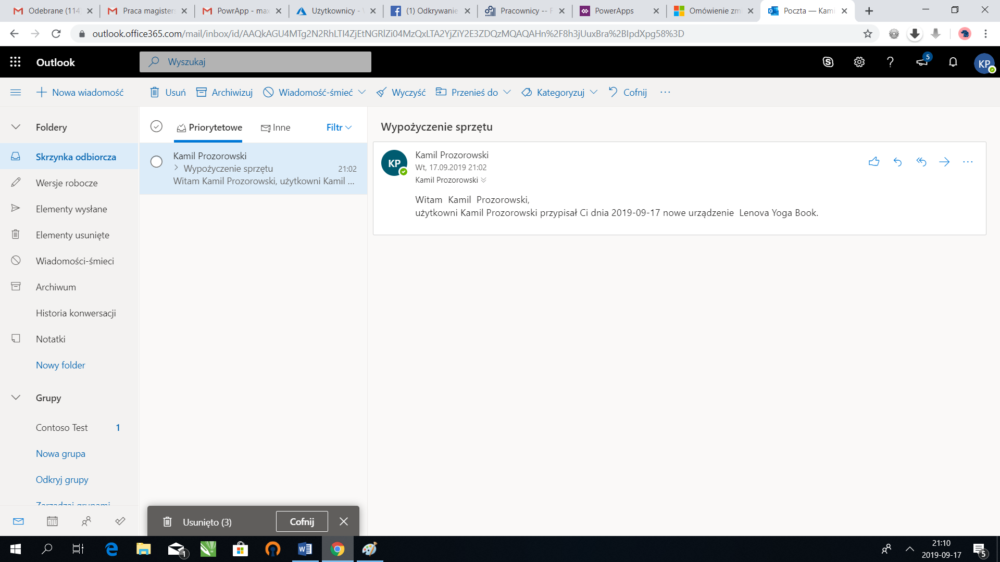 Odebrane (114
Praca magisters
PowrApp - max
Użytkownicy -
(1) Odkrywanie
Pracownicy --
PowerApps
Omówienie zm
Poczta — Kami
outlook.office365.com/mail/inbox/id/AAQkAGU4MTg2N2RhLTI4ZjEtNGRlZi04MzQxLTA2YjZiY2E3ZDQzMQAQAHn%2F8h3jUuxBra%2BIpdXpg58%3D
Outlook
Wyszukaj
5
KP
Nowa wiadomość
Usuń
Archiwizuj
Wiadomość-śmieć
Wyczyść
Przenieś do
Kategoryzuj
Cofnij
Foldery
Skrzynka odbiorcza
Wersje robocze
Elementy wysłane
Elementy usunięte
Wiadomości-śmieci
Archiwum
Historia konwersacji
Notatki
Nowy folder
Grupy
Contoso Test 1
Nowa grupa
Odkryj grupy
Zarządzaj grupami
Priorytetowe
Inne
Filtr
Kamil Prozorowski
Wypożyczenie sprzętu 21:02
Witam Kamil Prozorowski, użytkowni Kamil ...
Usunięto (3)
Cofnij
Wypożyczenie sprzętu
KP
Kamil Prozorowski
Wt, 17.09.2019 21:02
Kamil Prozorowski
Witam Kamil Prozorowski,
użytkowni Kamil Prozorowski przypisał Ci dnia 2019-09-17 nowe urządzenie Lenova Yoga Book.
1
21:10
2019-09-17
5